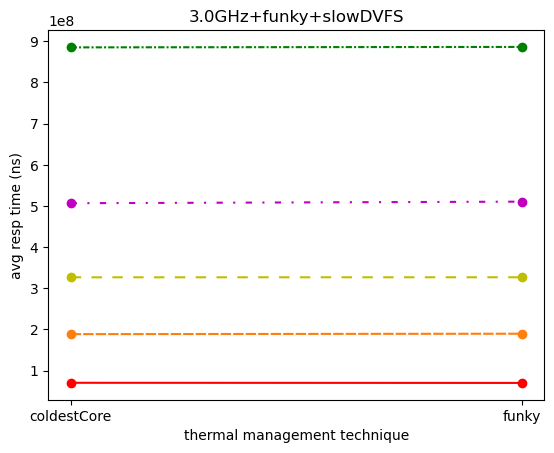 3.0GHz+funky+slowDVFS
1e8
9
8
7
6
5
4
3
2
1
avg resp time (ns)
coldestCore
funky
thermal management technique